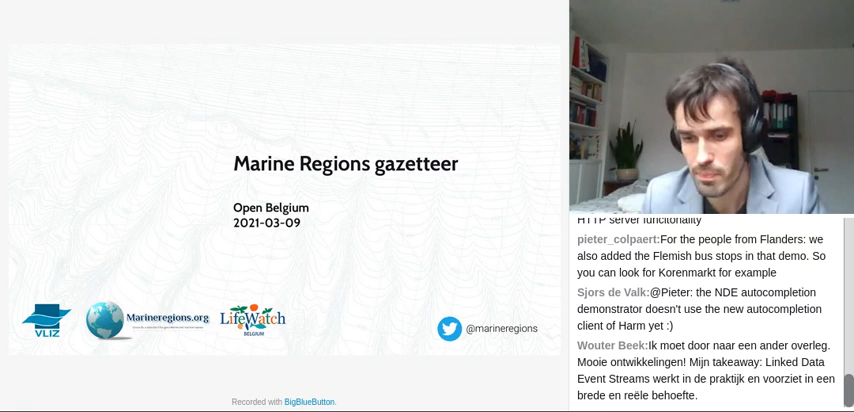 Marine Regions gazetteer
Open Belgium
2021-03-09
VLIZ
Marineregions.org
LifeWatch
BELGIUM
@marineregions
Recorded with BigBlueButton.
HTTP server funcitonality
pieter_colpaert:For the people from Flanders: we
also added the Flemish bus stops in that demo. So
you can look for Korenmarkt for example
Sjors de Valk:@Pieter: the NDE autocompletion
demonstrator doesn't use the new autocompletion
client of Harm yet :)
Wouter Beek:Ik moet door naar een ander overleg.
Mooie ontwikkelingen! Mijn takeaway: Linked Data
Event Streams werkt in de praktijk en voorziet in een
brede en reële behoefte.